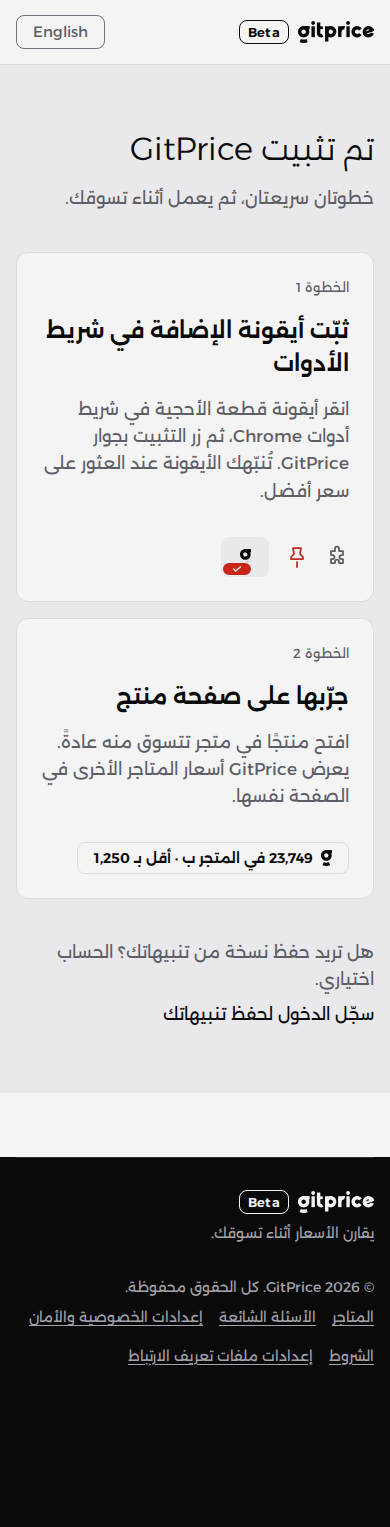 gitprice Beta
English
تم تثبيت GitPrice
خطوتان سريعتان، ثم يعمل أثناء تسوقك.
الخطوة 1
ثبّت أيقونة الإضافة في شريط
الأدوات
انقر أيقونة قطعة الأحجية في شريط
أدوات Chrome، ثم زر التثبيت بجوار
GitPrice. تُنبّهك الأيقونة عند العثور على
سعر أفضل.
الخطوة 2
جرّبها على صفحة منتج
افتح منتجًا في متجر تتسوق منه عادةً.
يعرض GitPrice أسعار المتاجر الأخرى في
الصفحة نفسها.
23,749 في المتجر ب · أقل بـ 1,250
هل تريد حفظ نسخة من تنبيهاتك؟ الحساب
اختياري.
سجّل الدخول لحفظ تنبيهاتك
gitprice Beta
يقارن الأسعار أثناء تسوقك.
© 2026 GitPrice. كل الحقوق محفوظة.
المتاجر الأسئلة الشائعة إعدادات الخصوصية والأمان
الشروط إعدادات ملفات تعريف الارتباط